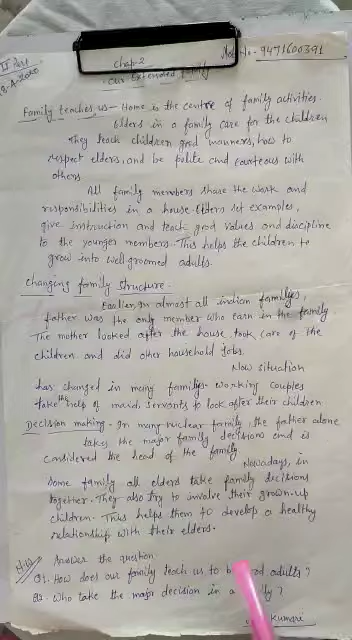 II Part
Mob No- 9471600391
8-4-2020
Chap-2
Our Extended Family
Family teaches us - Home is the centre of family activities.
Elders in a family care for the children
They teach children good manners, how to
respect elders, and be polite and courteous with
others
All family members share the work and
responsibilities in a house. Elders set examples,
give instruction and teach good values and discipline
to the younger members. This helps the children to
grow into well groomed adults.
Changing family structure -
Earlier, in almost all indian families,
father was the only member who earn in the family
The mother looked after the house took care of the
children and did other household jobs.
Now situation
has changed in many familys. Working couples
take the help of maid servants to look after their children
Decision making - In many nuclear family, the father alone
takes the major family decisions and is
considered the head of the family
Nowadays, in
some family all elders take family decisions
together. They also try to involve their grown-up
children. This helps them to develop a healthy
relationship with their elders.
H.W Answer the question
Q1. How does our family teach us to be good adults?
Q2. Who take the major decision in a family?
kumari